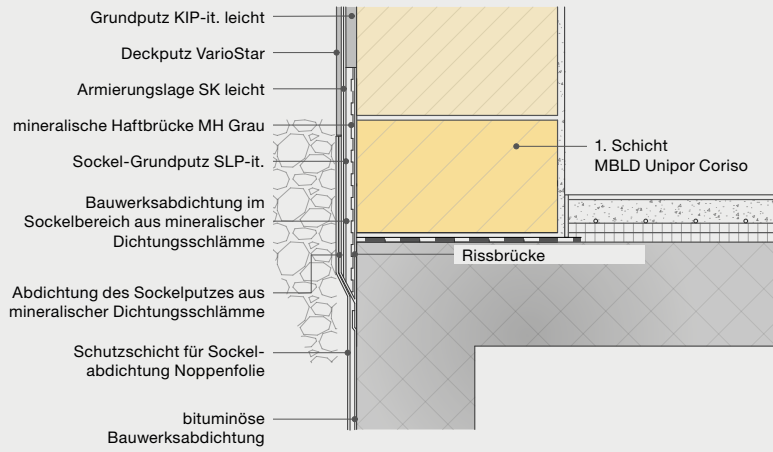 Grundputz KIP-it. leicht
Deckputz VarioStar
Armierungslage SK leicht
mineralische Haftbrücke MH Grau
Sockel-Grundputz SLP-it.
Bauwerksabdichtung im
Sockelbereich aus mineralischer
Dichtungsschlämme
Abdichtung des Sockelputzes aus
mineralischer Dichtungsschlämme
Schutzschicht für Sockel-
abdichtung Noppenfolie
bituminöse
Bauwerksabdichtung
1. Schicht
MBLD Unipor Coriso
Rissbrücke